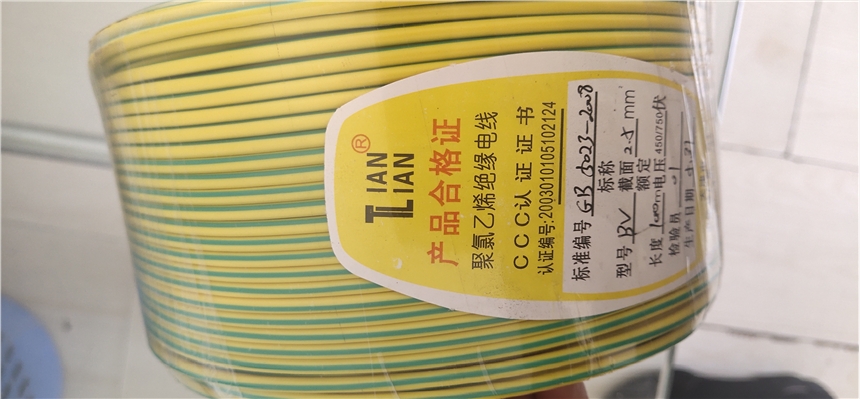 TL IAN LIAN ®
产品合格证
聚氯乙烯绝缘电线
CCC认证证书
认证编号:2003010105102124
标准编号 GB 5023-2008
型号 BV 标称截面 2.5 mm
长度 100m 额定电压 450/750伏
检验员 01
生产日期